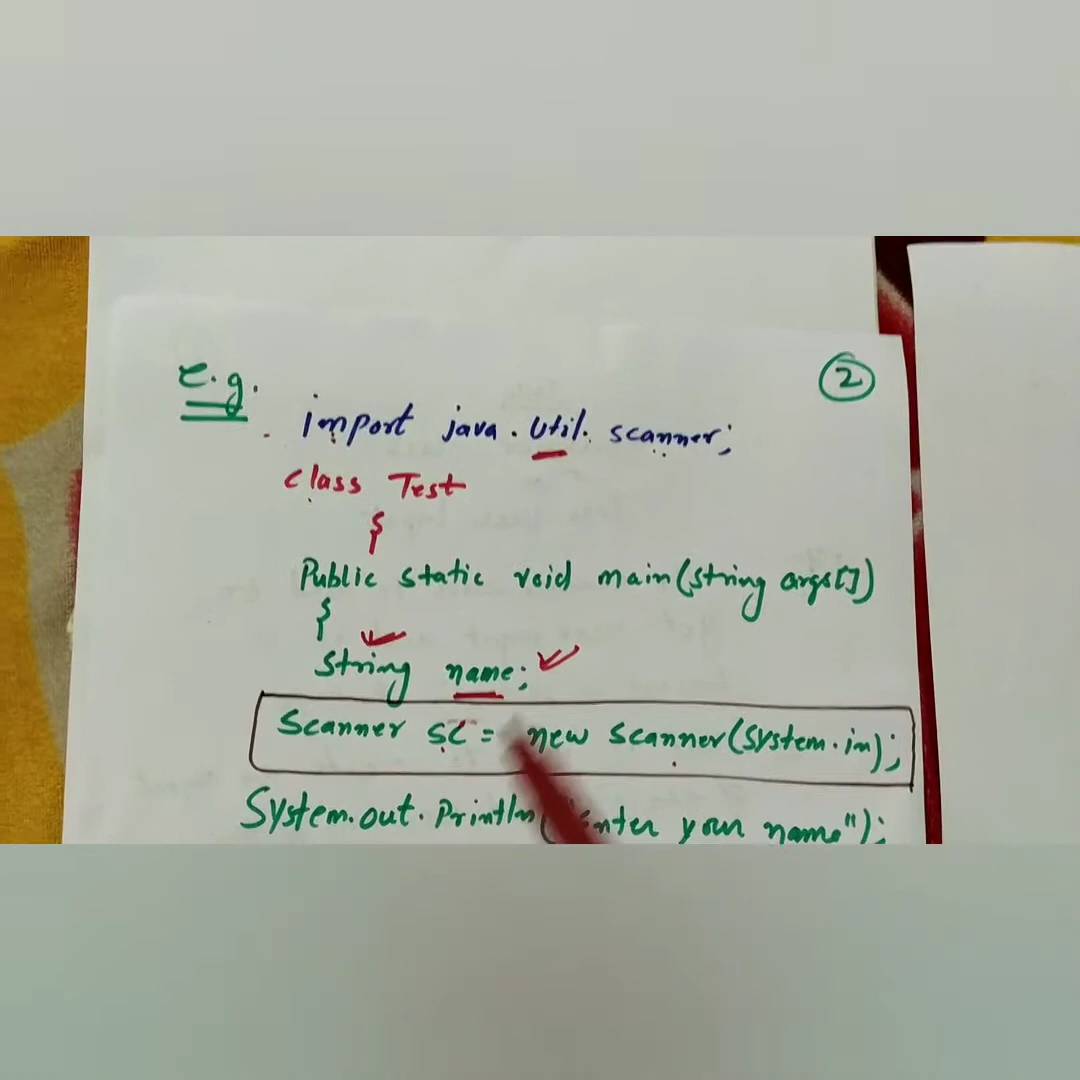 e.g.
2
import java.util.scanner;
class Test
{
Public static void main(string args[])
{
String name;
Scanner sc = new scanner(system.in);
System.out.Println("Enter your name");